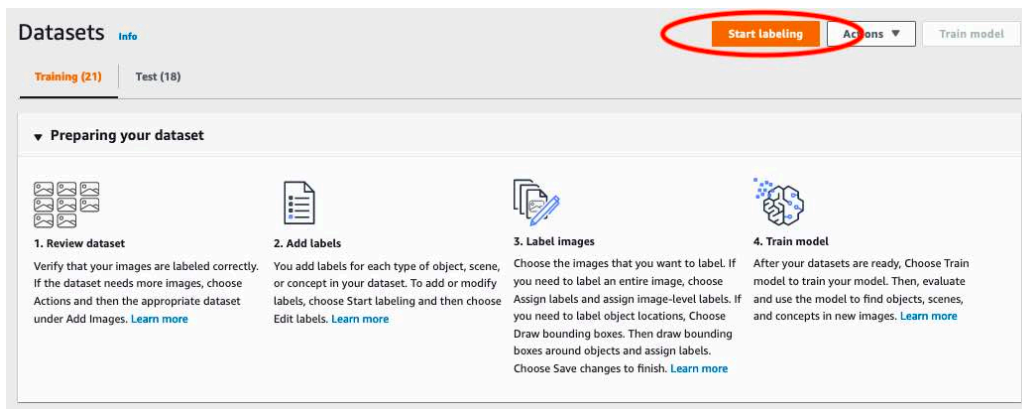 Datasets Info
Start labeling
Actions ▼
Train model
Training (21)
Test (18)
▼ Preparing your dataset
1. Review dataset
Verify that your images are labeled correctly.
If the dataset needs more images, choose
Actions and then the appropriate dataset
under Add Images. Learn more
2. Add labels
You add labels for each type of object, scene,
or concept in your dataset. To add or modify
labels, choose Start labeling and then choose
Edit labels. Learn more
3. Label images
Choose the images that you want to label. If
you need to label an entire image, choose
Assign labels and assign image-level labels. If
you need to label object locations, Choose
Draw bounding boxes. Then draw bounding
boxes around objects and assign labels.
Choose Save changes to finish. Learn more
4. Train model
After your datasets are ready, Choose Train
model to train your model. Then, evaluate
and use the model to find objects, scenes,
and concepts in new images. Learn more